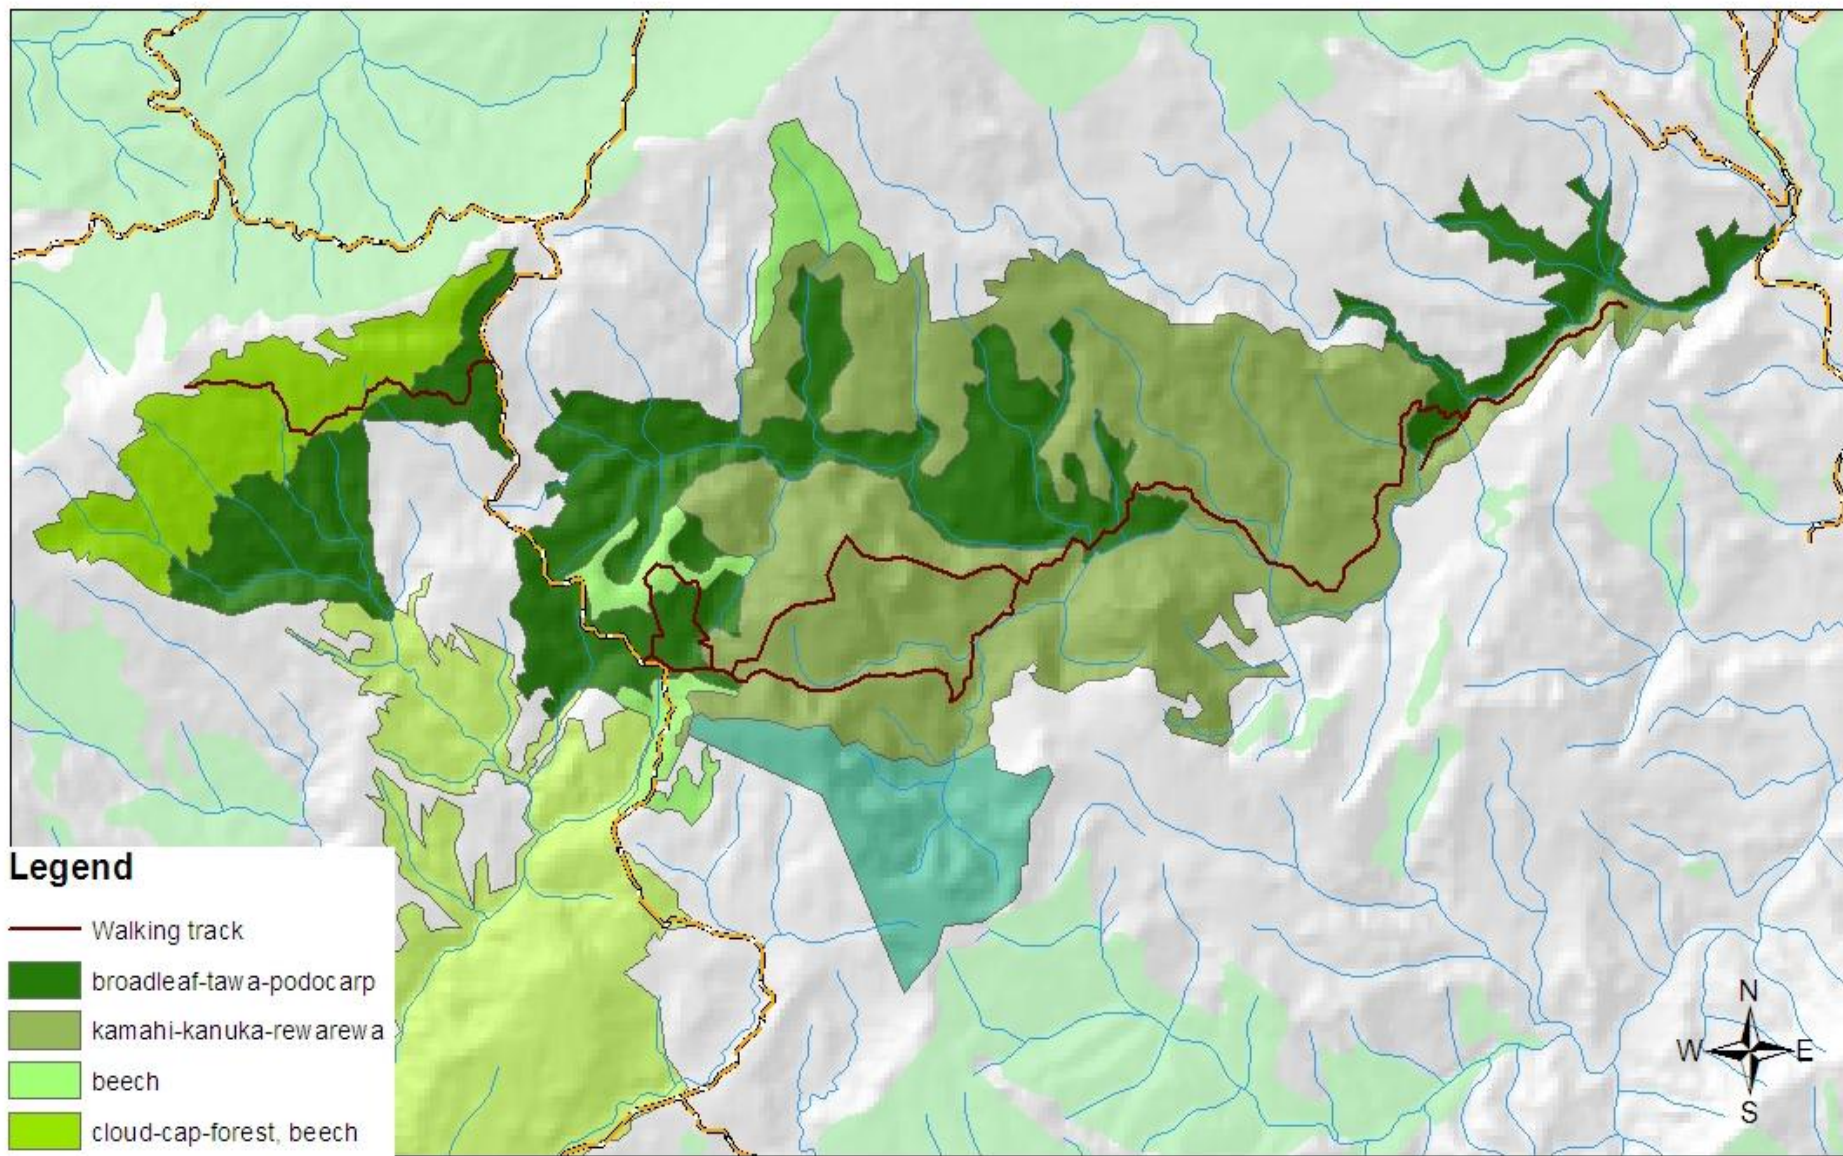 Legend
Walking track
broadleaf-tawa-podocarp
kamahi-kanuka-rewarewa
beech
cloud-cap-forest, beech
N
W E
S